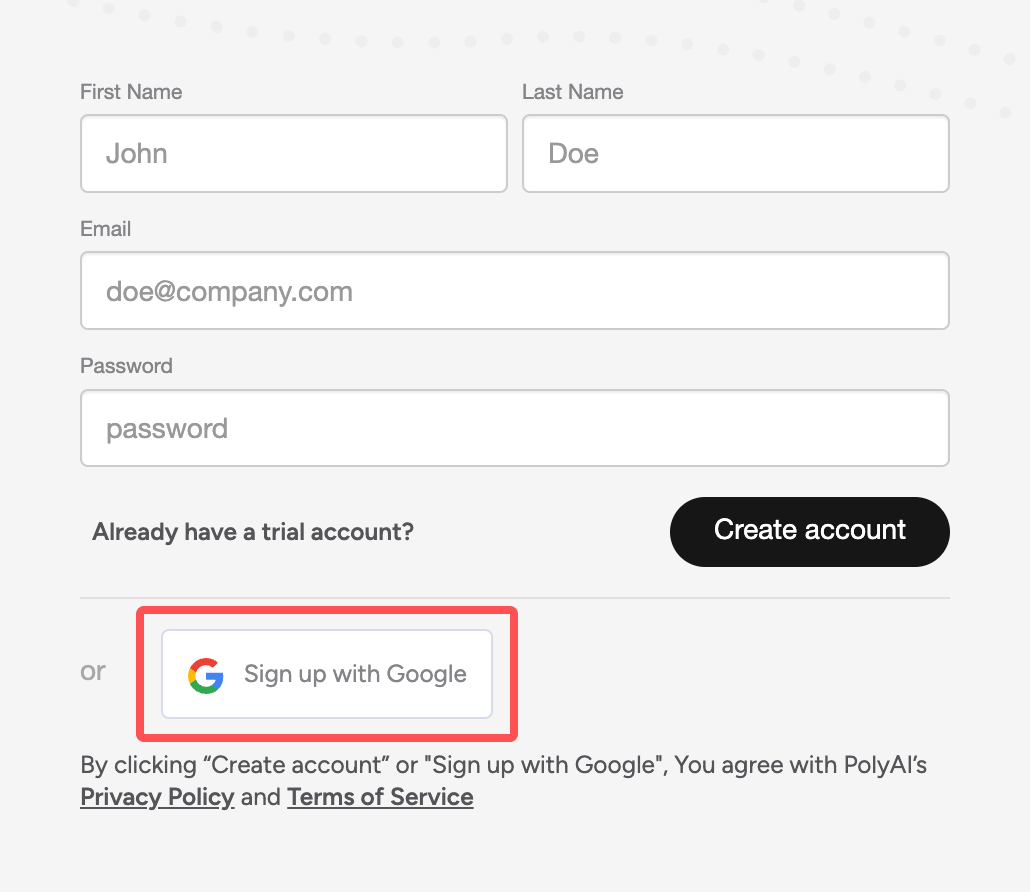 First Name
Last Name
John
Doe
Email
doe@company.com
Password
password
Already have a trial account?
Create account
or
Sign up with Google
By clicking “Create account” or "Sign up with Google", You agree with PolyAI’s
Privacy Policy and Terms of Service